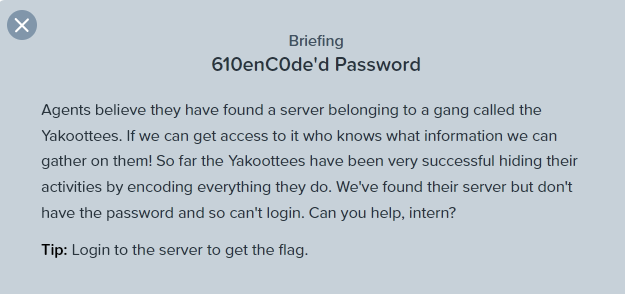 Briefing
610enC0de'd Password
Agents believe they have found a server belonging to a gang called the
Yakoottees. If we can get access to it who knows what information we can
gather on them! So far the Yakoottees have been very successful hiding their
activities by encoding everything they do. We've found their server but don't
have the password and so can't login. Can you help, intern?
Tip: Login to the server to get the flag.